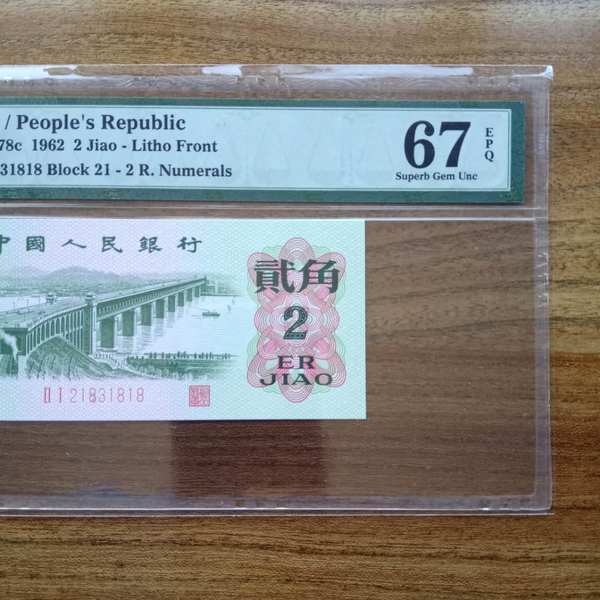 / People's Republic
78c 1962 2 Jiao - Litho Front
31818 Block 21 - 2 R. Numerals
67
EPQ
Superb Gem Unc
中國人民銀行
貳角
2
ER
JIAO
II I 21831818